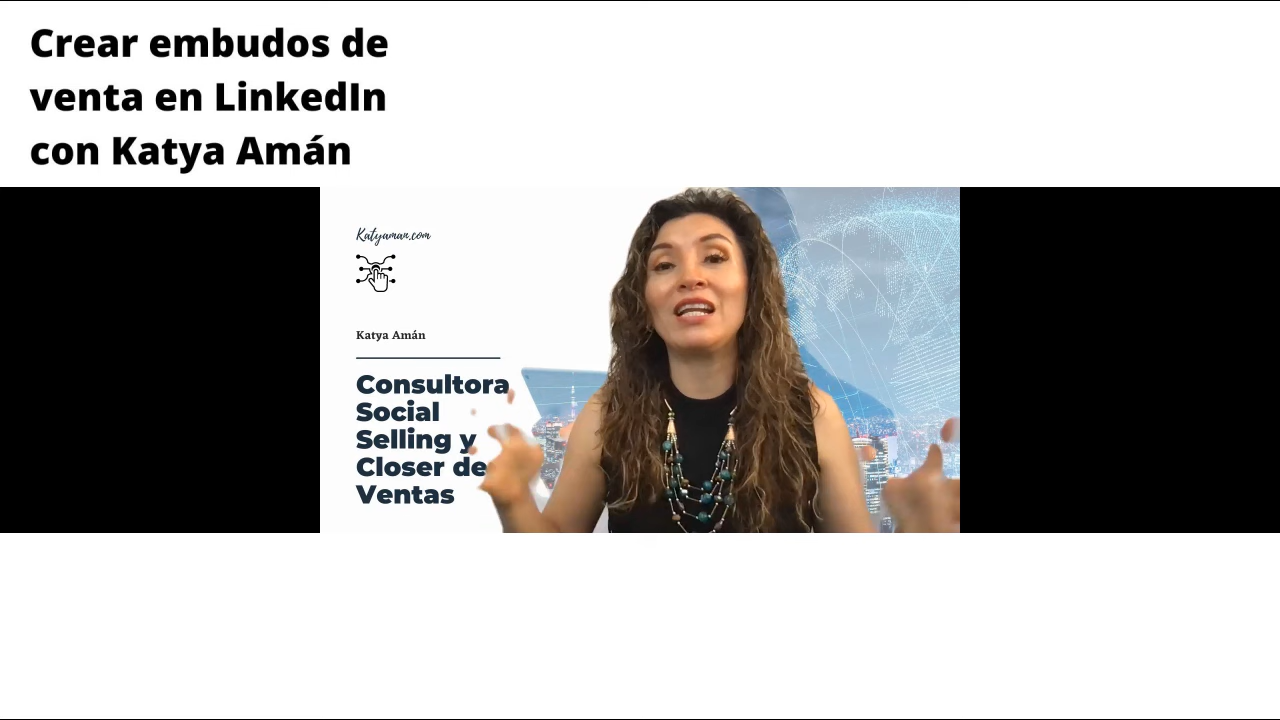 Crear embudos de
venta en LinkedIn
con Katya Amán
Katyaman.com
Katya Amán
Consultora
Social
Selling y
Closer de
Ventas